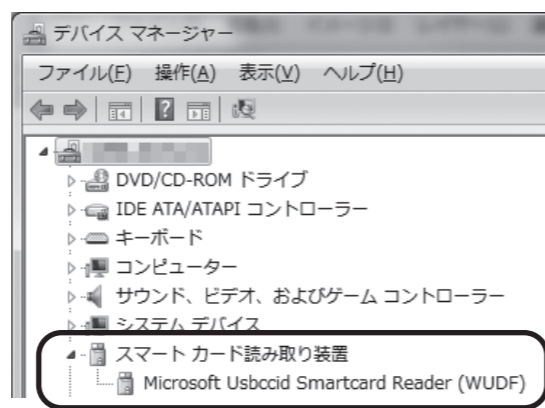 デバイス マネージャー
ファイル(F) 操作(A) 表示(V) ヘルプ(H)
DVD/CD-ROM ドライブ
IDE ATA/ATAPI コントローラー
キーボード
コンピューター
サウンド、ビデオ、およびゲーム コントローラー
システム デバイス
スマート カード読み取り装置
Microsoft Usbccid Smartcard Reader (WUDF)